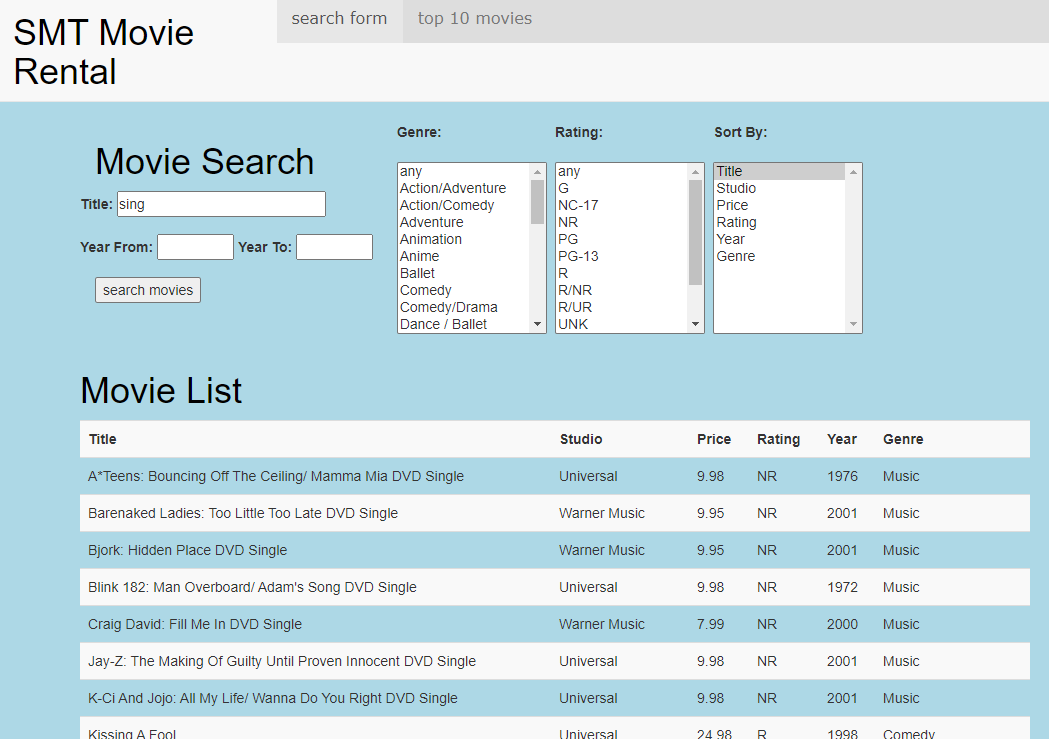 SMT Movie
Rental
search form
top 10 movies
Movie Search
Title: sing
Year From: Year To:
search movies
Genre:
any
Action/Adventure
Action/Comedy
Adventure
Animation
Anime
Ballet
Comedy
Comedy/Drama
Dance / Ballet
Rating:
any
G
NC-17
NR
PG
PG-13
R
R/NR
R/UR
UNK
Sort By:
Title
Studio
Price
Rating
Year
Genre
Movie List
Title Studio Price Rating Year Genre
A*Teens: Bouncing Off The Ceiling/ Mamma Mia DVD Single Universal 9.98 NR 1976 Music
Barenaked Ladies: Too Little Too Late DVD Single Warner Music 9.95 NR 2001 Music
Bjork: Hidden Place DVD Single Warner Music 9.95 NR 2001 Music
Blink 182: Man Overboard/ Adam's Song DVD Single Universal 9.98 NR 1972 Music
Craig David: Fill Me In DVD Single Warner Music 7.99 NR 2000 Music
Jay-Z: The Making Of Guilty Until Proven Innocent DVD Single Universal 9.98 NR 2001 Music
K-Ci And Jojo: All My Life/ Wanna Do You Right DVD Single Universal 9.98 NR 2001 Music
Kissing A Fool Universal 24.98 R 1998 Comedy